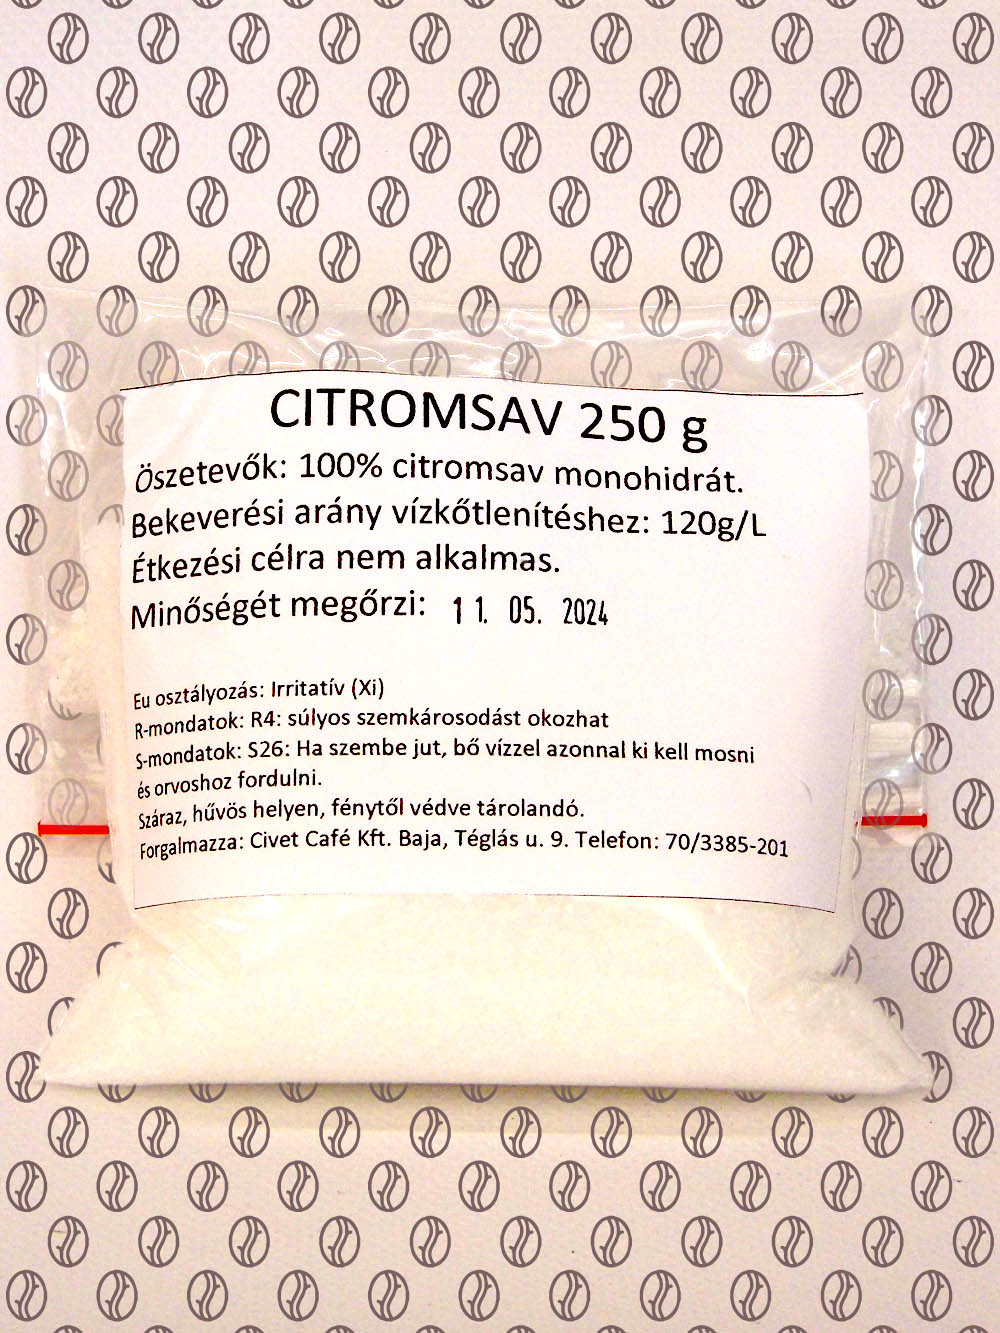 CITROMSAV 250 g
Öszetevők: 100% citromsav monohidrát.
Bekeverési arány vízkőtlenítéshez: 120g/L
Étkezési célra nem alkalmas.
Minőségét megőrzi: 11. 05. 2024
Eu osztályozás: Irritatív (Xi)
R-mondatok: R4: súlyos szemkárosodást okozhat
S-mondatok: S26: Ha szembe jut, bő vízzel azonnal ki kell mosni
és orvoshoz fordulni.
Száraz, hűvös helyen, fénytől védve tárolandó.
Forgalmazza: Civet Café Kft. Baja, Téglás u. 9. Telefon: 70/3385-201